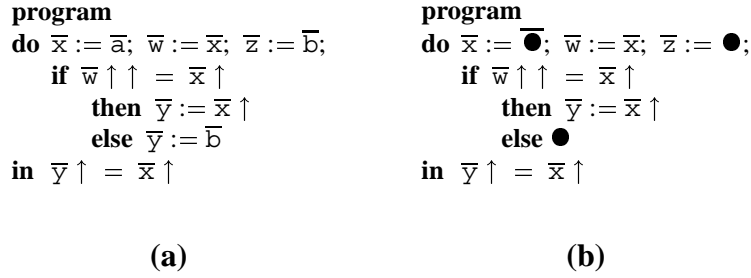 program
do x̅ := a̅; w̅ := x̅; z̅ := b̅;
if w̅ ↑ ↑ = x̅ ↑
then y̅ := x̅ ↑
else y̅ := b̅
in y̅ ↑ = x̅ ↑
(a)
program
do x̅ := ●̅; w̅ := x̅; z̅ := ●;
if w̅ ↑ ↑ = x̅ ↑
then y̅ := x̅ ↑
else ●
in y̅ ↑ = x̅ ↑
(b)